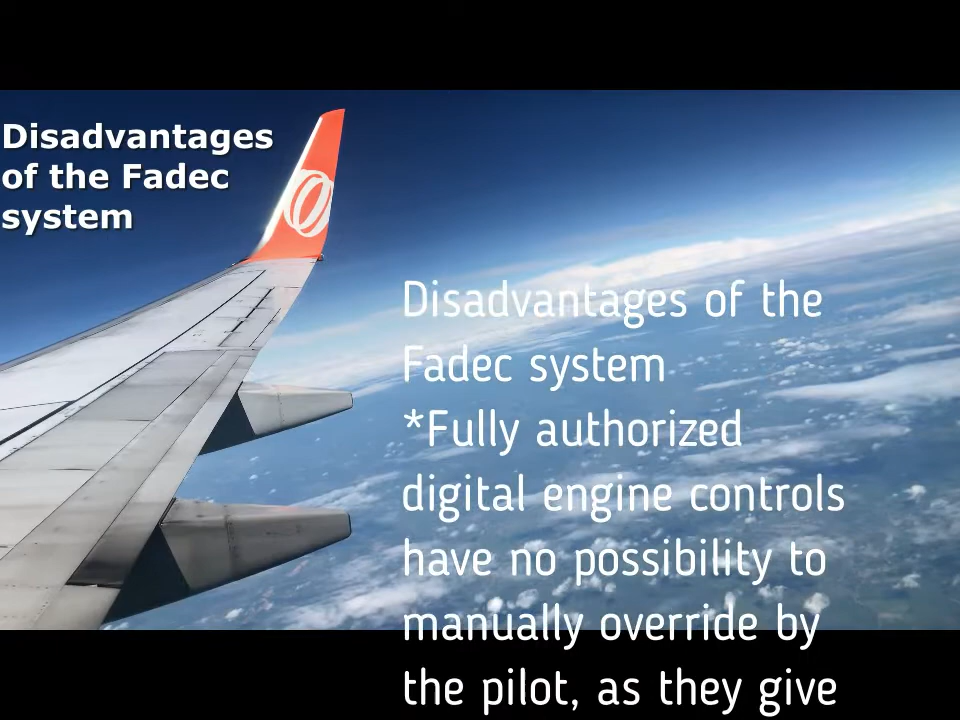 Disadvantages
of the Fadec
system
Disadvantages of the
Fadec system
*Fully authorized
digital engine controls
have no possibility to
manually override by
the pilot, as they give